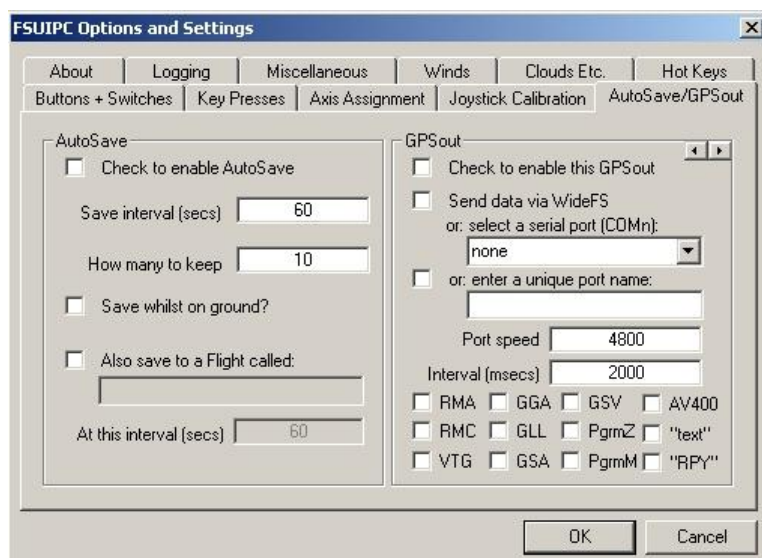 FSUIPC Options and Settings
About
Logging
Miscellaneous
Winds
Clouds Etc.
Hot Keys
Buttons + Switches
Key Presses
Axis Assignment
Joystick Calibration
AutoSave/GPSout
AutoSave
Check to enable AutoSave
Save interval (secs) 60
How many to keep 10
Save whilst on ground?
Also save to a Flight called:
At this interval (secs) 60
GPSout
Check to enable this GPSout
Send data via WideFS
or: select a serial port (COMn):
none
or: enter a unique port name:
Port speed 4800
Interval (msecs) 2000
RMA GGA GSV AV400
RMC GLL PgrmZ "text"
VTG GSA PgrmM "RPY"
OK
Cancel